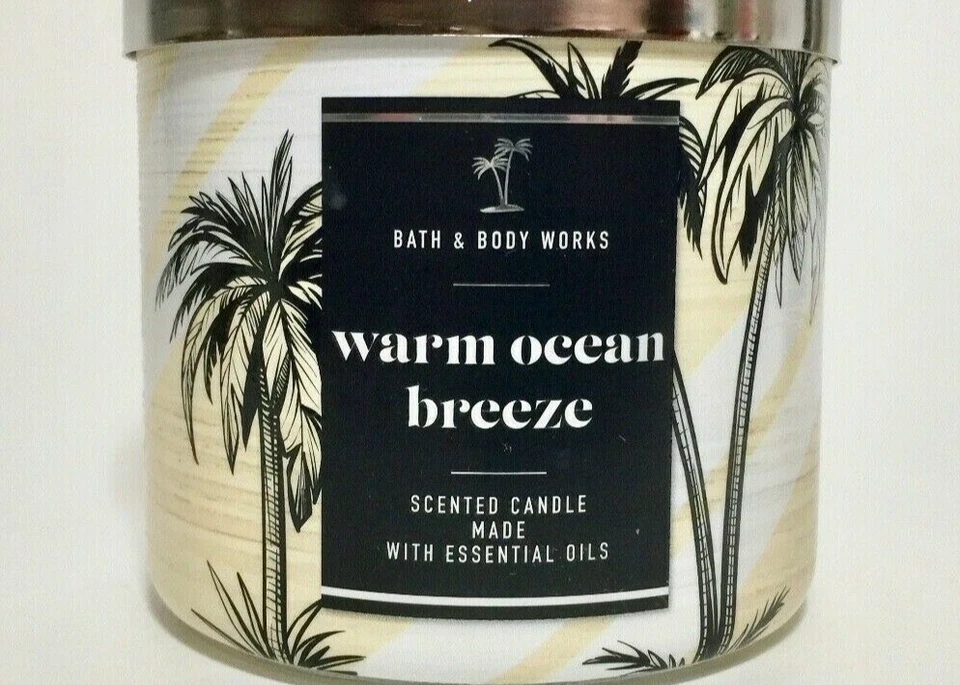 BATH & BODY WORKS
warm ocean
breeze
SCENTED CANDLE
MADE
WITH ESSENTIAL OILS